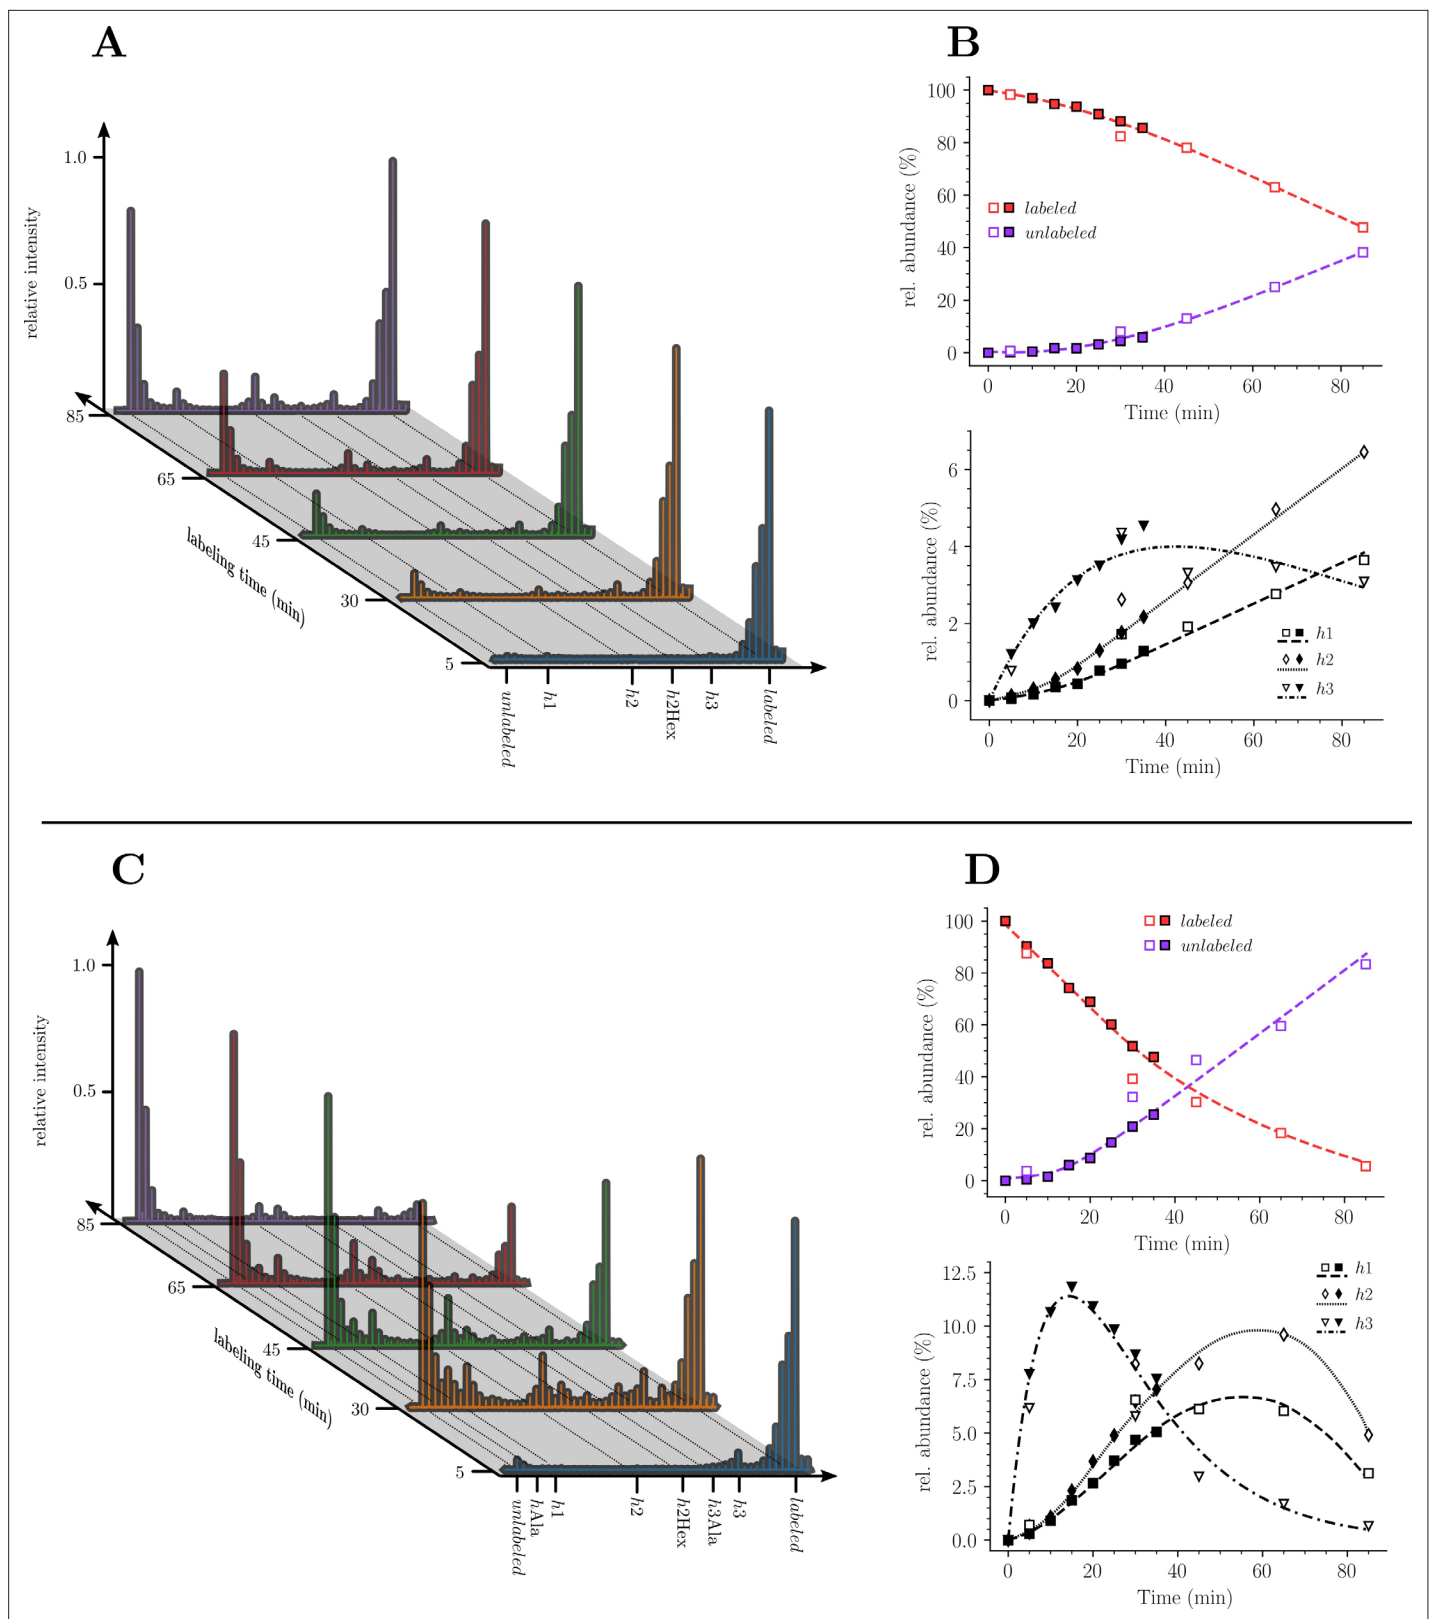 A
relative intensity
1.0
0.5
85
65
45
30
5
labeling time (min)
unlabeled
h1
h2
h2Hex
h3
labeled
B
rel. abundance (%)
100
80
60
40
20
0
labeled
unlabeled
0 20 40 60 80
Time (min)
rel. abundance (%)
6
4
2
0
h1
h2
h3
0 20 40 60 80
Time (min)
C
relative intensity
1.0
0.5
85
65
45
30
5
labeling time (min)
unlabeled
hAla
h1
h2
h2Hex
h3Ala
h3
labeled
D
rel. abundance (%)
100
80
60
40
20
0
labeled
unlabeled
0 20 40 60 80
Time (min)
rel. abundance (%)
12.5
10.0
7.5
5.0
2.5
0.0
h1
h2
h3
0 20 40 60 80
Time (min)